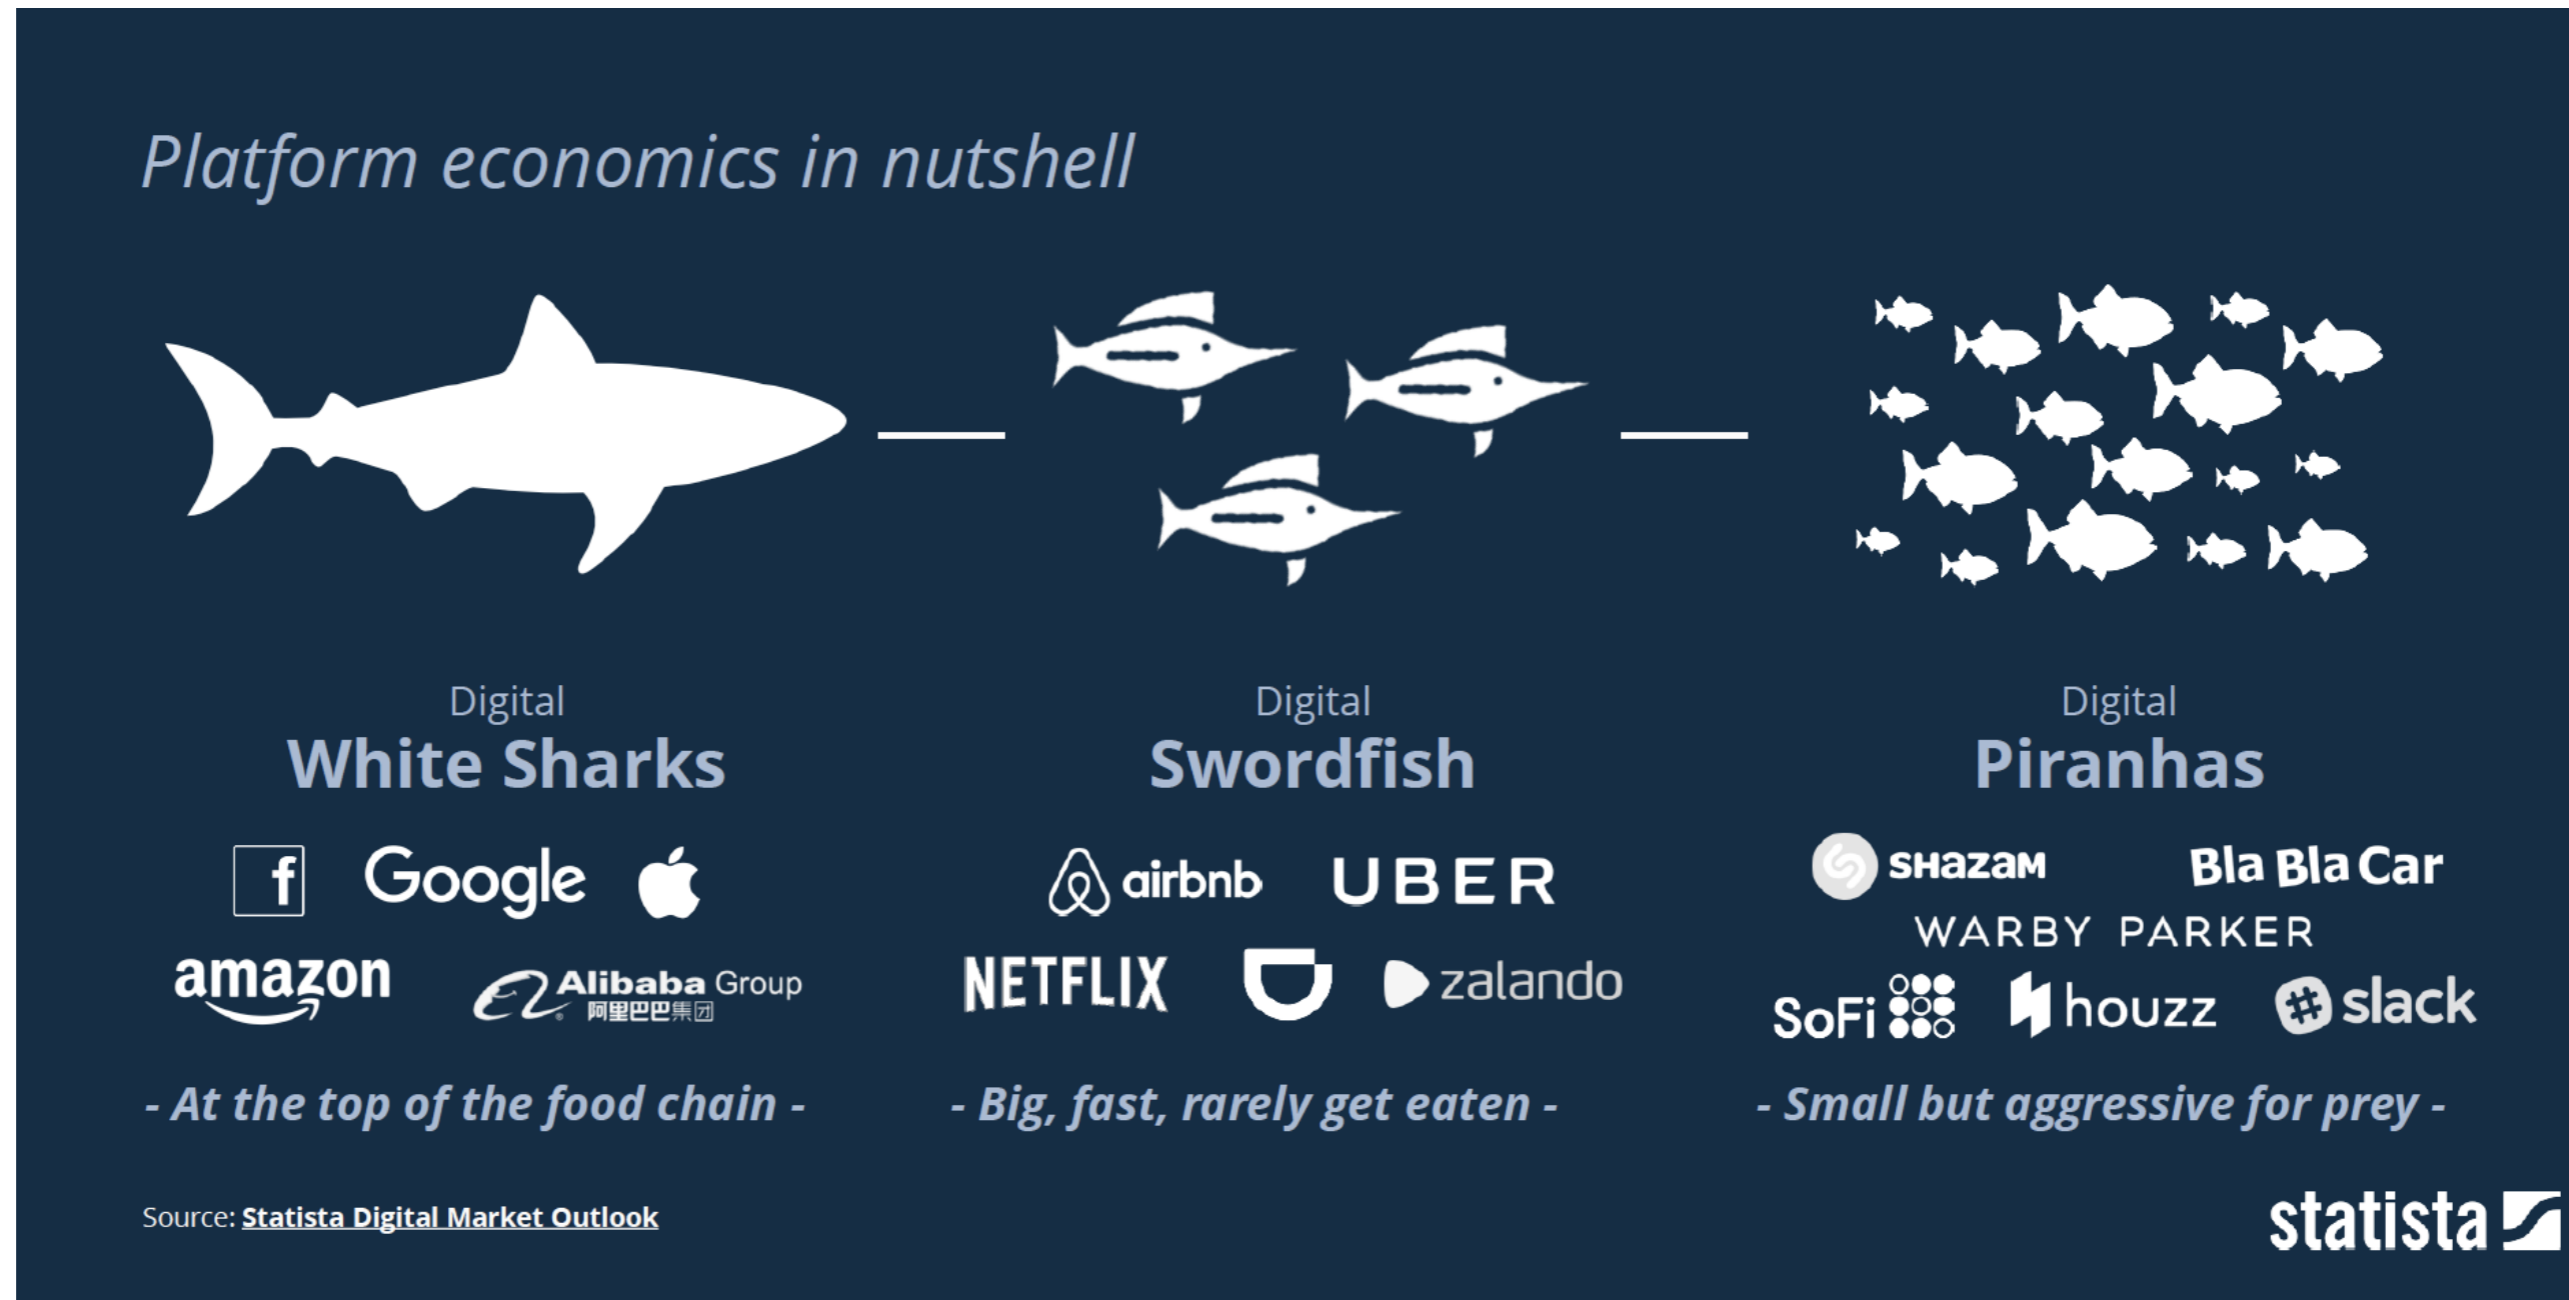 Platform economics in nutshell
Digital
White Sharks
f Google
amazon Alibaba Group
阿里巴巴集团
- At the top of the food chain -
Digital
Swordfish
airbnb UBER
NETFLIX zalando
- Big, fast, rarely get eaten -
Digital
Piranhas
SHAZAM Bla Bla Car
WARBY PARKER
SoFi houzz slack
- Small but aggressive for prey -
Source: Statista Digital Market Outlook
statista